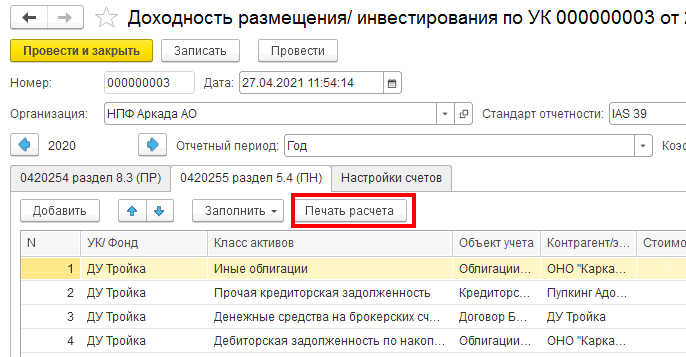 Доходность размещения/ инвестирования по УК 000000003 от 2
Провести и закрыть Записать Провести
Номер: 000000003 Дата: 27.04.2021 11:54:14
Организация: НПФ Аркада АО Стандарт отчетности: IAS 39
2020 Отчетный период: Год Коэф
0420254 раздел 8.3 (ПР) 0420255 раздел 5.4 (ПН) Настройки счетов
Добавить Заполнить Печать расчета
N УК/ Фонд Класс активов Объект учета Контрагент/э... Стоимо
1 ДУ Тройка Иные облигации Облигации... ОНО "Карка...
2 ДУ Тройка Прочая кредиторская задолженность Кредиторс... Пупкинг Адо...
3 ДУ Тройка Денежные средства на брокерских сч... Договор Б... ДУ Тройка
4 ДУ Тройка Дебиторская задолженность по накоп... Облигации... ОНО "Карка...